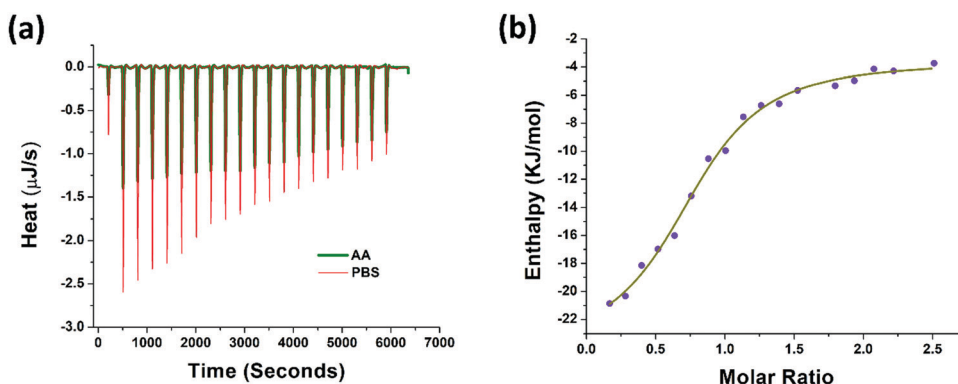 (a)
Heat (μJ/s)
0.0
-0.5
-1.0
-1.5
-2.0
-2.5
-3.0
AA
PBS
0 1000 2000 3000 4000 5000 6000 7000
Time (Seconds)
(b)
Enthalpy (KJ/mol)
-2
-4
-6
-8
-10
-12
-14
-16
-18
-20
-22
0.0 0.5 1.0 1.5 2.0 2.5
Molar Ratio